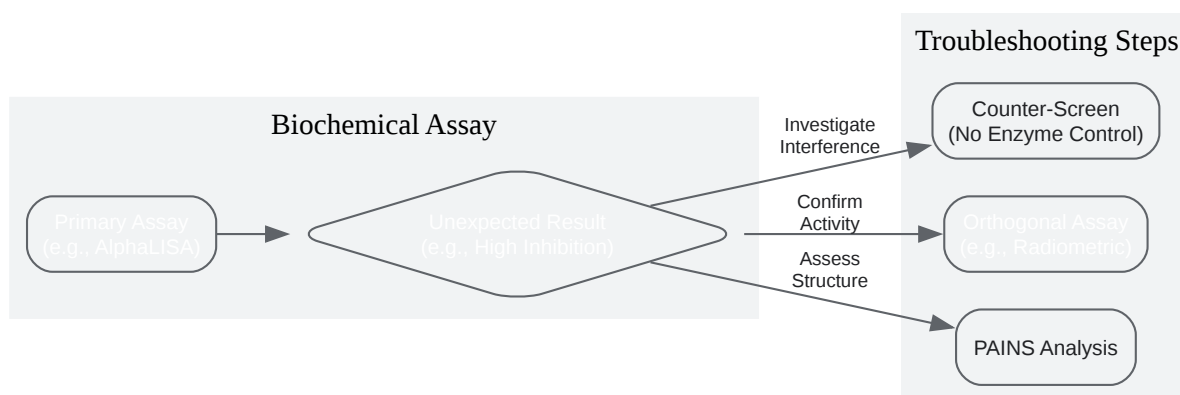 Troubleshooting Steps
Biochemical Assay
Primary Assay
(e.g., AlphaLISA)
Unexpected Result
(e.g., High Inhibition)
Investigate
Interference
Counter-Screen
(No Enzyme Control)
Confirm
Activity
Orthogonal Assay
(e.g., Radiometric)
Assess
Structure
PAINS Analysis